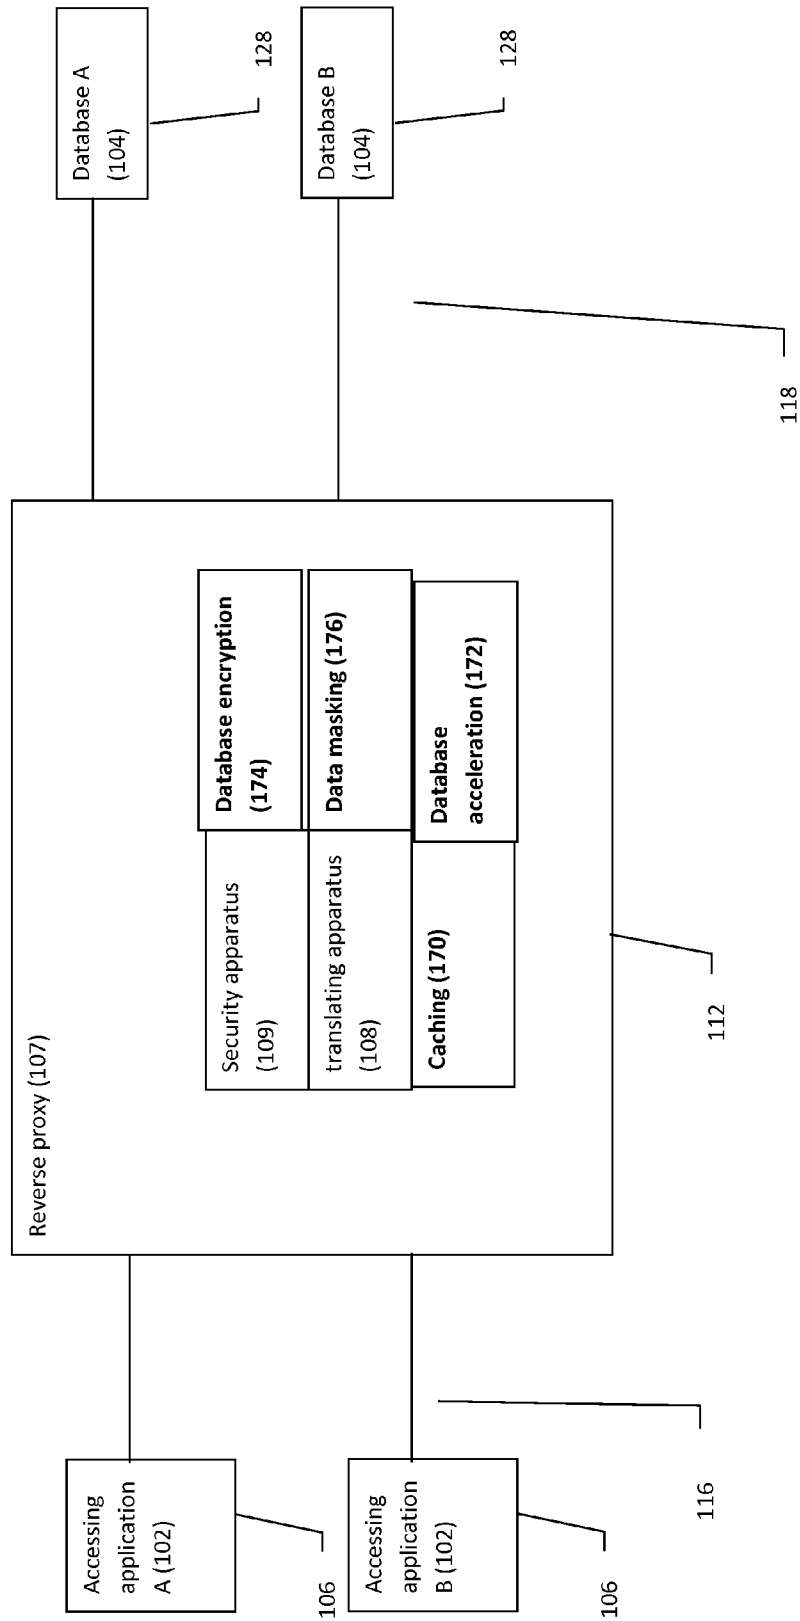 Reverse proxy (107)
Accessing
application
A (102)
106
Accessing
application
B (102)
106
116
Security apparatus
(109)
Database encryption
(174)
translating apparatus
(108)
Data masking (176)
Caching (170)
Database
acceleration (172)
112
Database A
(104)
128
Database B
(104)
128
118